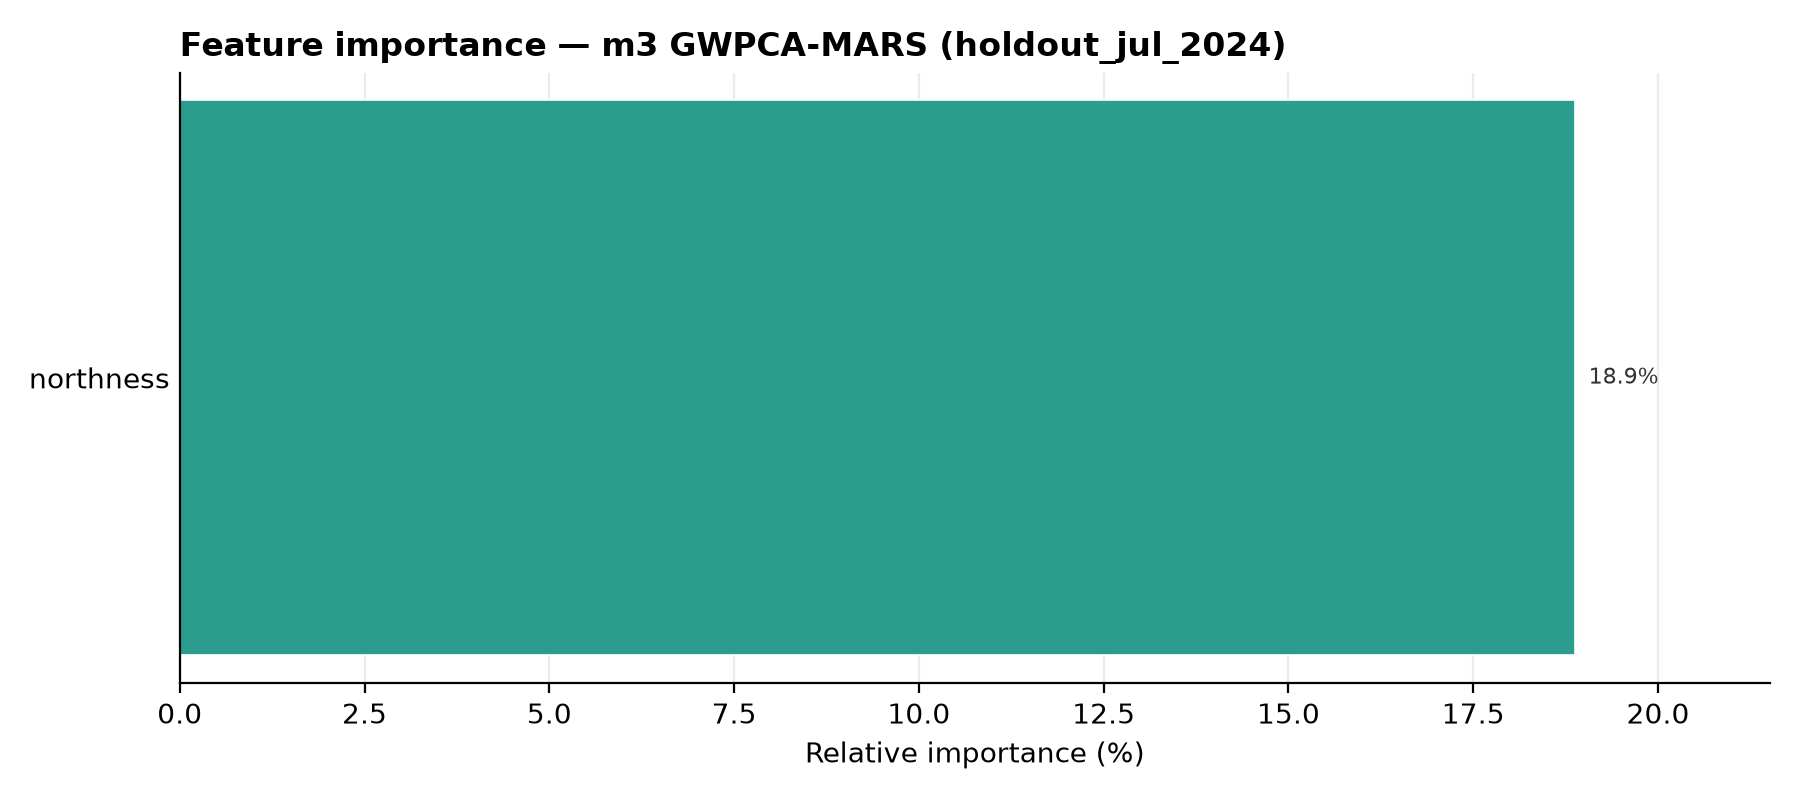 Feature importance — m3 GWPCA-MARS (holdout_jul_2024)
northness
18.9%
0.0 2.5 5.0 7.5 10.0 12.5 15.0 17.5 20.0
Relative importance (%)